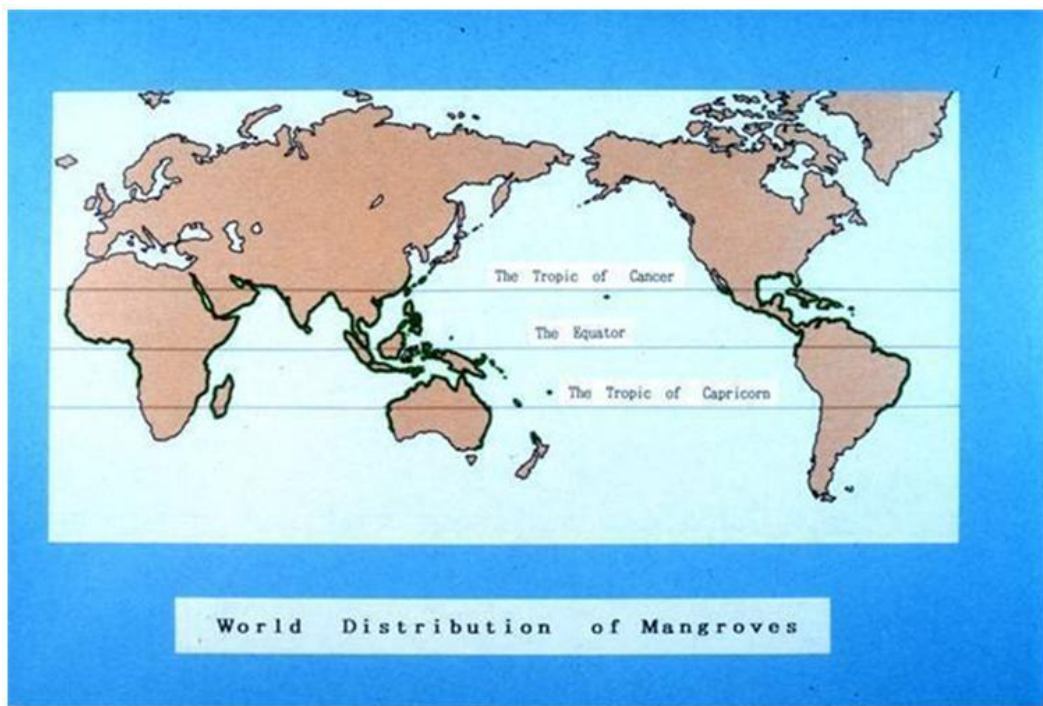 The Tropic of Cancer
The Equator
The Tropic of Capricorn
World Distribution of Mangroves